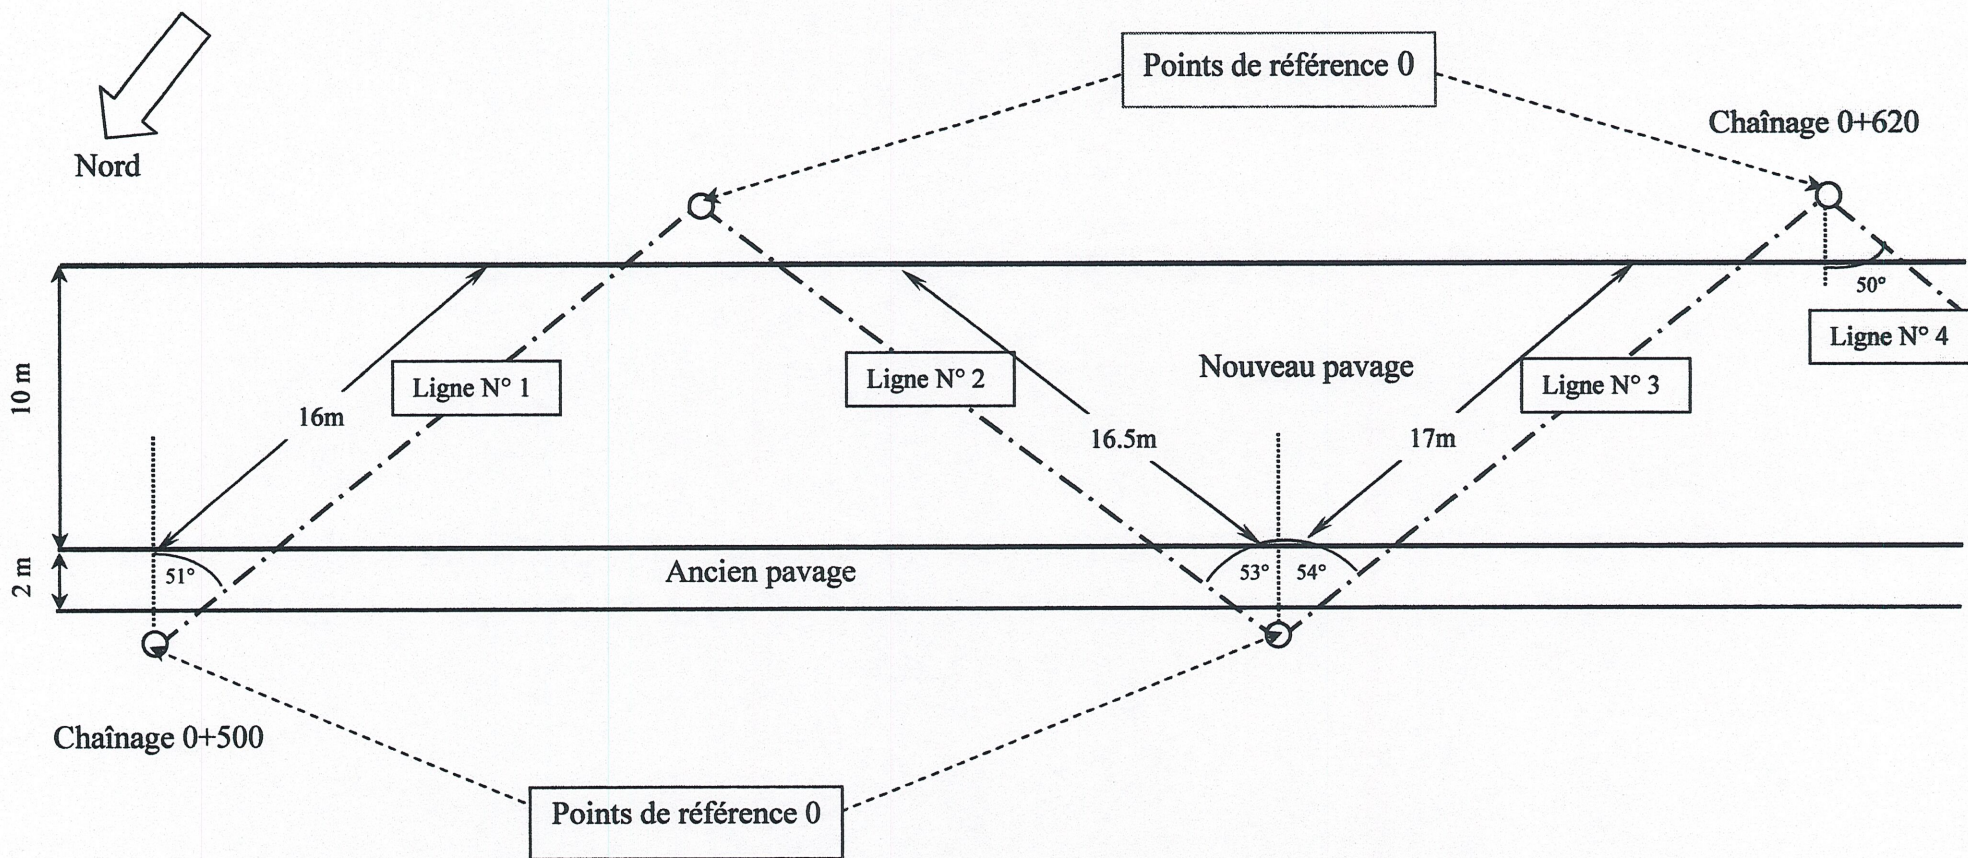 Points de référence 0
Chaînage 0+620
Nord
50°
Ligne N° 4
Nouveau pavage
Ligne N° 1
Ligne N° 2
Ligne N° 3
10 m
16m
16.5m
17m
2 m
51°
Ancien pavage
53°
54°
Chaînage 0+500
Points de référence 0